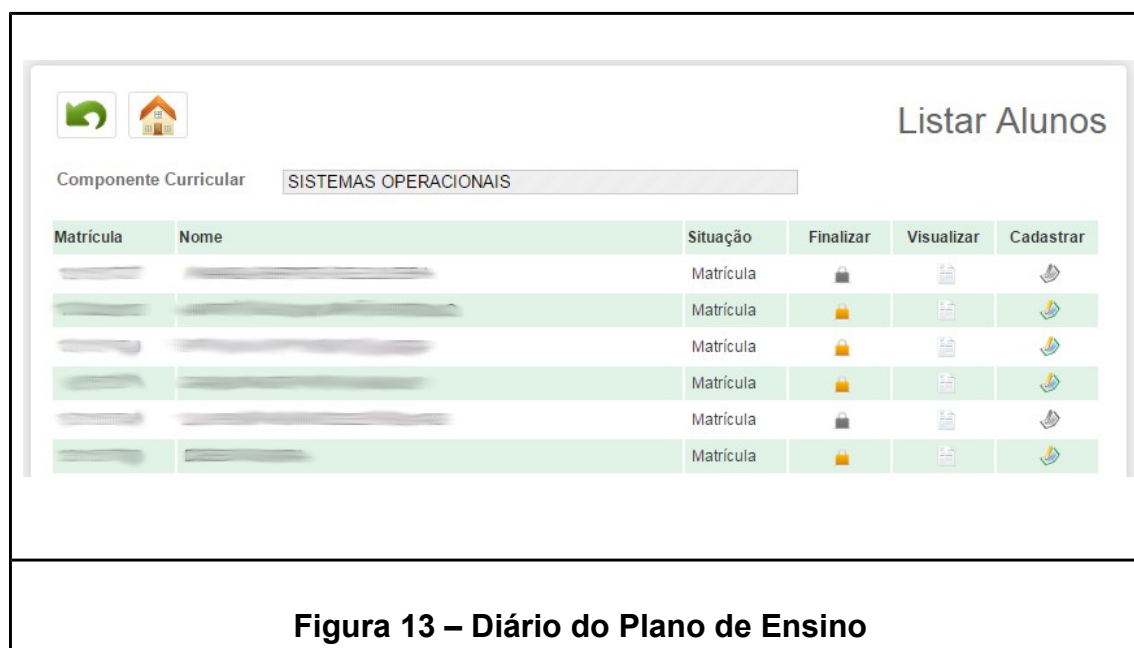 Listar Alunos
Componente Curricular SISTEMAS OPERACIONAIS
Matrícula Nome Situação Finalizar Visualizar Cadastrar
Matrícula
Matrícula
Matrícula
Matrícula
Matrícula
Matrícula
Figura 13 – Diário do Plano de Ensino